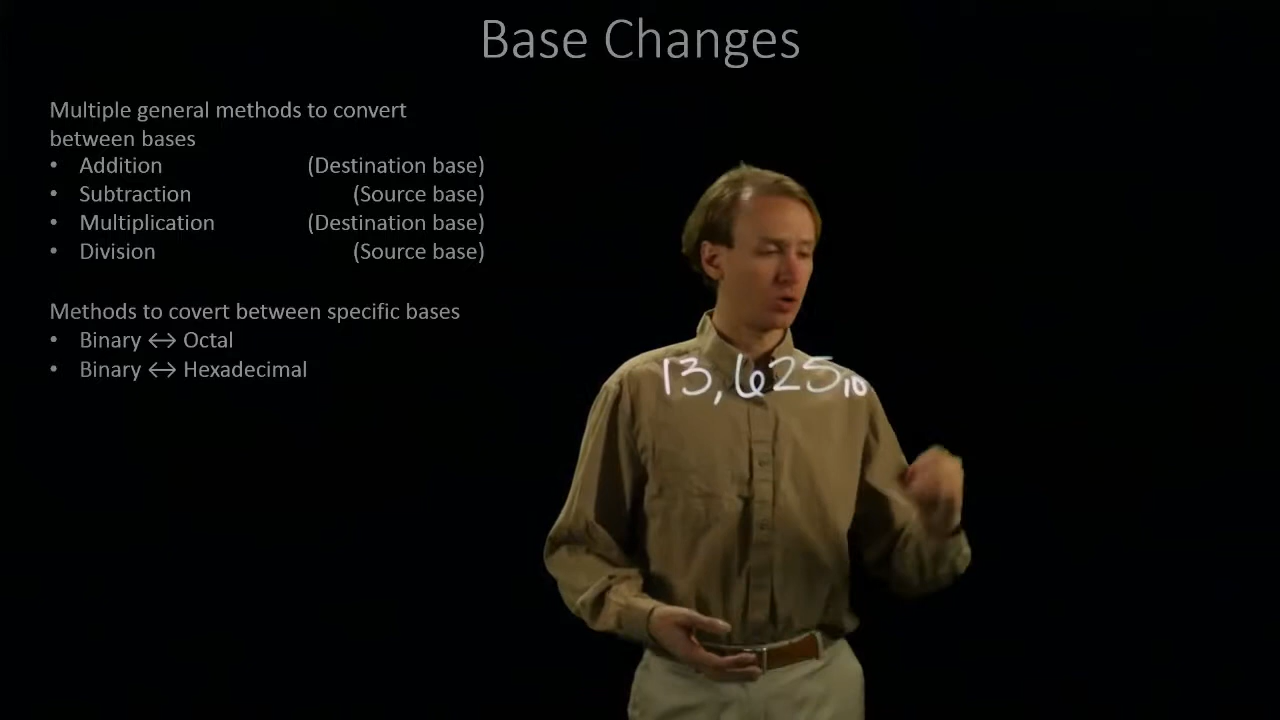 Base Changes
Multiple general methods to convert
between bases
• Addition (Destination base)
• Subtraction (Source base)
• Multiplication (Destination base)
• Division (Source base)
Methods to covert between specific bases
• Binary ↔ Octal
• Binary ↔ Hexadecimal
13,625₁₀